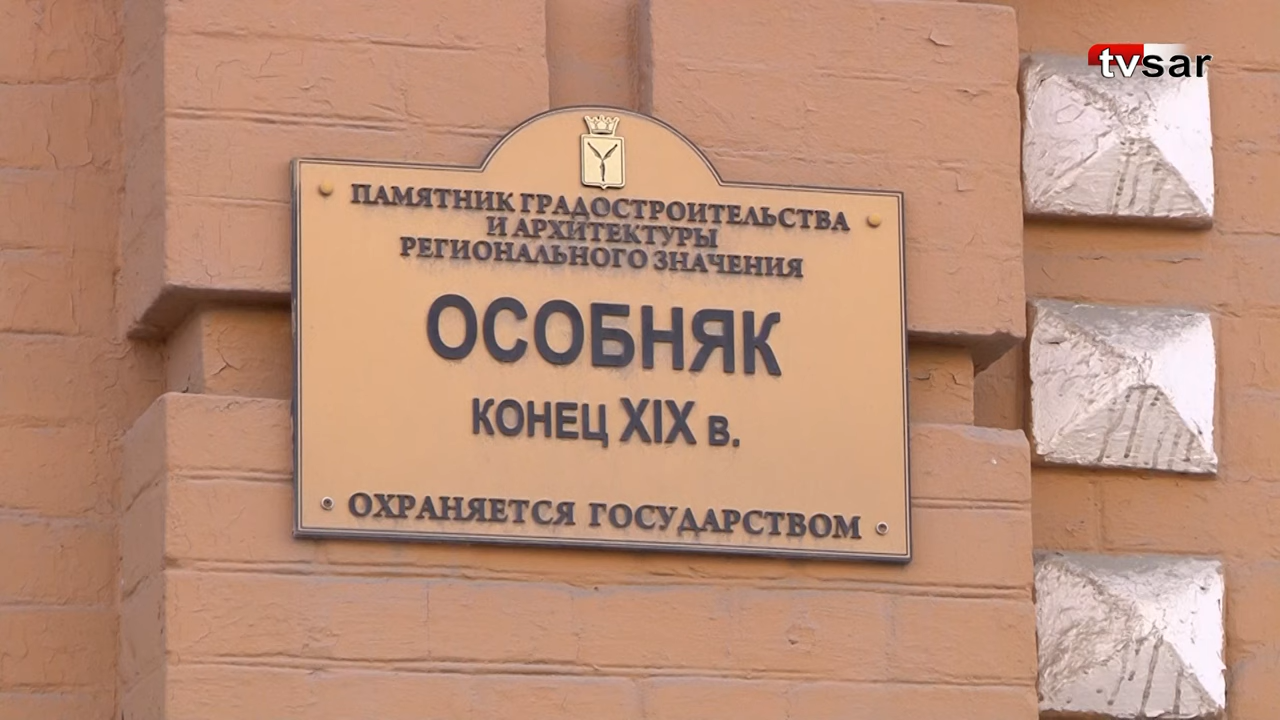 tvsar
ПАМЯТНИК ГРАДОСТРОИТЕЛЬСТВА
И АРХИТЕКТУРЫ
РЕГИОНАЛЬНОГО ЗНАЧЕНИЯ
ОСОБНЯК
КОНЕЦ XIX в.
ОХРАНЯЕТСЯ ГОСУДАРСТВОМ